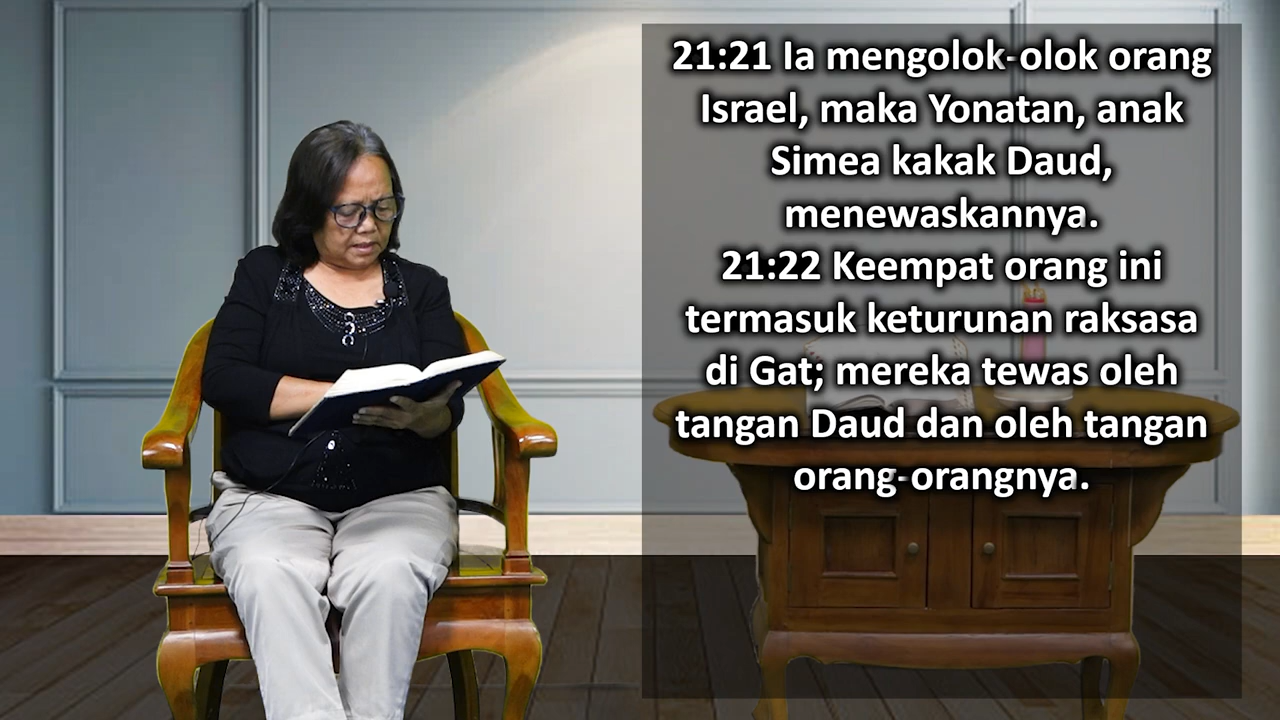 21:21 Ia mengolok-olok orang
Israel, maka Yonatan, anak
Simea kakak Daud,
menewaskannya.
21:22 Keempat orang ini
termasuk keturunan raksasa
di Gat; mereka tewas oleh
tangan Daud dan oleh tangan
orang-orangnya.